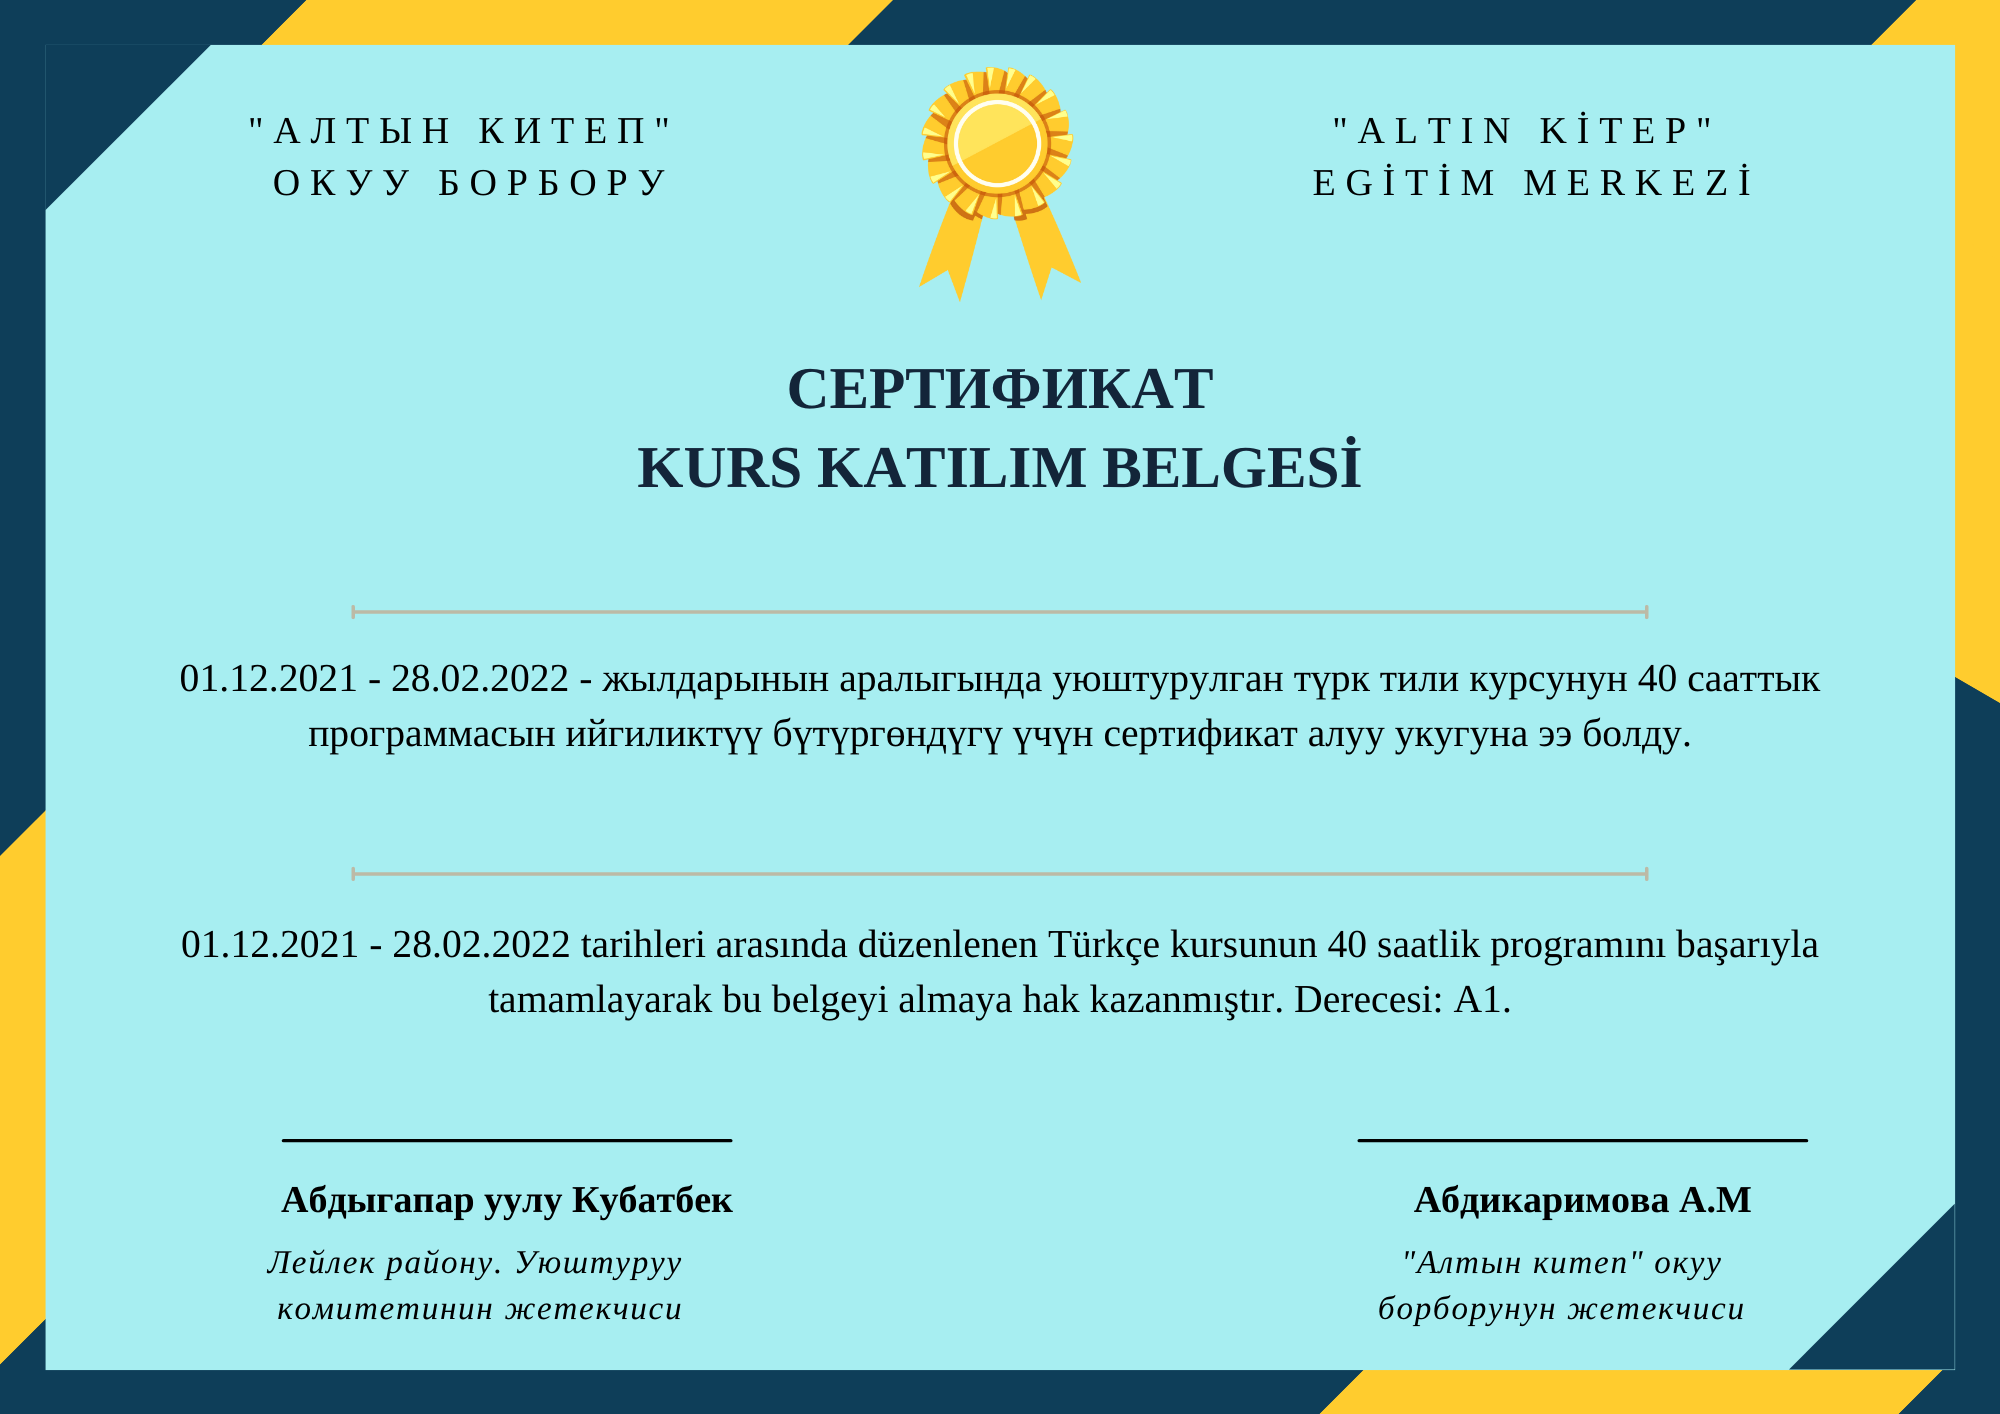 "АЛТЫН КИТЕП"
ОКУУ БОРБОРУ
"ALTIN KİTEP"
EGİTİM MERKEZİ
СЕРТИФИКАТ
KURS KATILIM BELGESİ
01.12.2021 - 28.02.2022 - жылдарынын аралыгында уюштурулган түрк тили курсунун 40 сааттык
программасын ийгиликтүү бүтүргөндүгү үчүн сертификат алуу укугуна ээ болду.
01.12.2021 - 28.02.2022 tarihleri arasında düzenlenen Türkçe kursunun 40 saatlik programını başarıyla
tamamlayarak bu belgeyi almaya hak kazanmıştır. Derecesi: A1.
Абдыгапар уулу Кубатбек
Лейлек району. Уюштуруу
комитетинин жетекчиси
Абдикаримова А.М
"Алтын китеп" окуу
борборунун жетекчиси